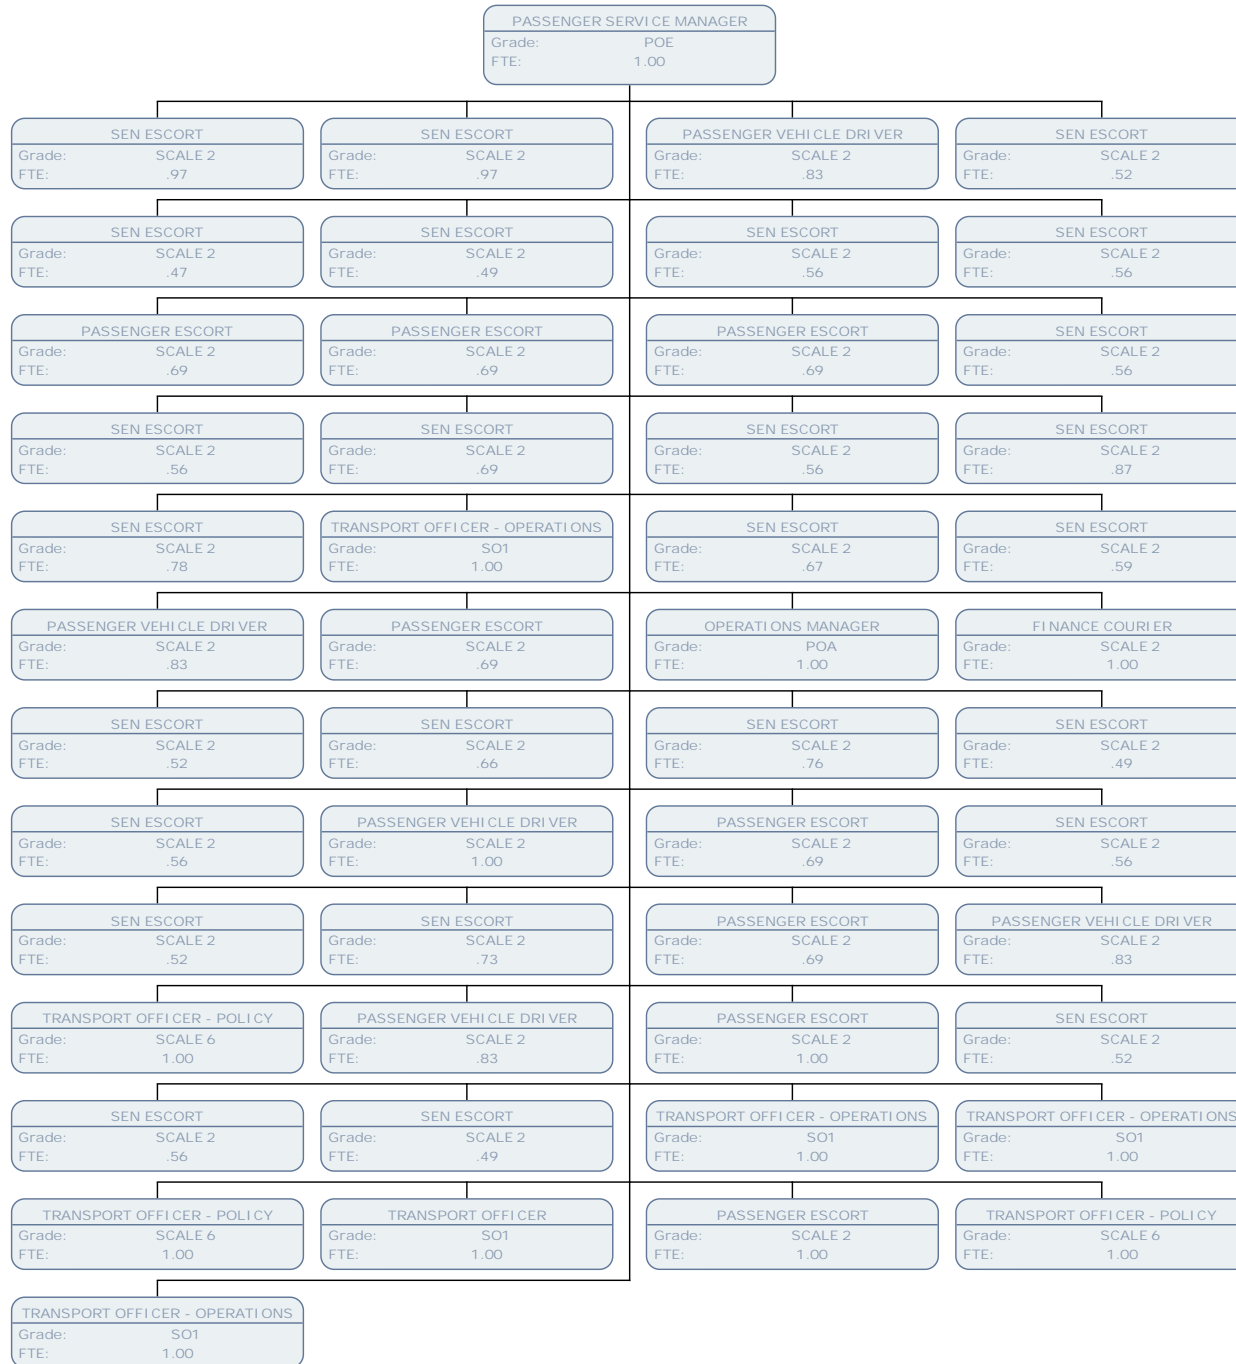 PASSENGER SERVICE MANAGER
Grade: POE
FTE: 1.00
SEN ESCORT
Grade: SCALE 2
FTE: .97
SEN ESCORT
Grade: SCALE 2
FTE: .97
PASSENGER VEHICLE DRIVER
Grade: SCALE 2
FTE: .83
SEN ESCORT
Grade: SCALE 2
FTE: .52
SEN ESCORT
Grade: SCALE 2
FTE: .47
SEN ESCORT
Grade: SCALE 2
FTE: .49
SEN ESCORT
Grade: SCALE 2
FTE: .56
SEN ESCORT
Grade: SCALE 2
FTE: .56
PASSENGER ESCORT
Grade: SCALE 2
FTE: .69
PASSENGER ESCORT
Grade: SCALE 2
FTE: .69
PASSENGER ESCORT
Grade: SCALE 2
FTE: .69
SEN ESCORT
Grade: SCALE 2
FTE: .56
SEN ESCORT
Grade: SCALE 2
FTE: .56
SEN ESCORT
Grade: SCALE 2
FTE: .69
SEN ESCORT
Grade: SCALE 2
FTE: .56
SEN ESCORT
Grade: SCALE 2
FTE: .87
SEN ESCORT
Grade: SCALE 2
FTE: .78
TRANSPORT OFFICER - OPERATIONS
Grade: SO1
FTE: 1.00
SEN ESCORT
Grade: SCALE 2
FTE: .67
SEN ESCORT
Grade: SCALE 2
FTE: .59
PASSENGER VEHICLE DRIVER
Grade: SCALE 2
FTE: .83
PASSENGER ESCORT
Grade: SCALE 2
FTE: .69
OPERATIONS MANAGER
Grade: POA
FTE: 1.00
FINANCE COURIER
Grade: SCALE 2
FTE: 1.00
SEN ESCORT
Grade: SCALE 2
FTE: .52
SEN ESCORT
Grade: SCALE 2
FTE: .66
SEN ESCORT
Grade: SCALE 2
FTE: .76
SEN ESCORT
Grade: SCALE 2
FTE: .49
SEN ESCORT
Grade: SCALE 2
FTE: .56
PASSENGER VEHICLE DRIVER
Grade: SCALE 2
FTE: 1.00
PASSENGER ESCORT
Grade: SCALE 2
FTE: .69
SEN ESCORT
Grade: SCALE 2
FTE: .56
SEN ESCORT
Grade: SCALE 2
FTE: .52
SEN ESCORT
Grade: SCALE 2
FTE: .73
PASSENGER ESCORT
Grade: SCALE 2
FTE: .69
PASSENGER VEHICLE DRIVER
Grade: SCALE 2
FTE: .83
TRANSPORT OFFICER - POLICY
Grade: SCALE 6
FTE: 1.00
PASSENGER VEHICLE DRIVER
Grade: SCALE 2
FTE: .83
PASSENGER ESCORT
Grade: SCALE 2
FTE: 1.00
SEN ESCORT
Grade: SCALE 2
FTE: .52
SEN ESCORT
Grade: SCALE 2
FTE: .56
SEN ESCORT
Grade: SCALE 2
FTE: .49
TRANSPORT OFFICER - OPERATIONS
Grade: SO1
FTE: 1.00
TRANSPORT OFFICER - OPERATIONS
Grade: SO1
FTE: 1.00
TRANSPORT OFFICER - POLICY
Grade: SCALE 6
FTE: 1.00
TRANSPORT OFFICER
Grade: SO1
FTE: 1.00
PASSENGER ESCORT
Grade: SCALE 2
FTE: 1.00
TRANSPORT OFFICER - POLICY
Grade: SCALE 6
FTE: 1.00
TRANSPORT OFFICER - OPERATIONS
Grade: SO1
FTE: 1.00